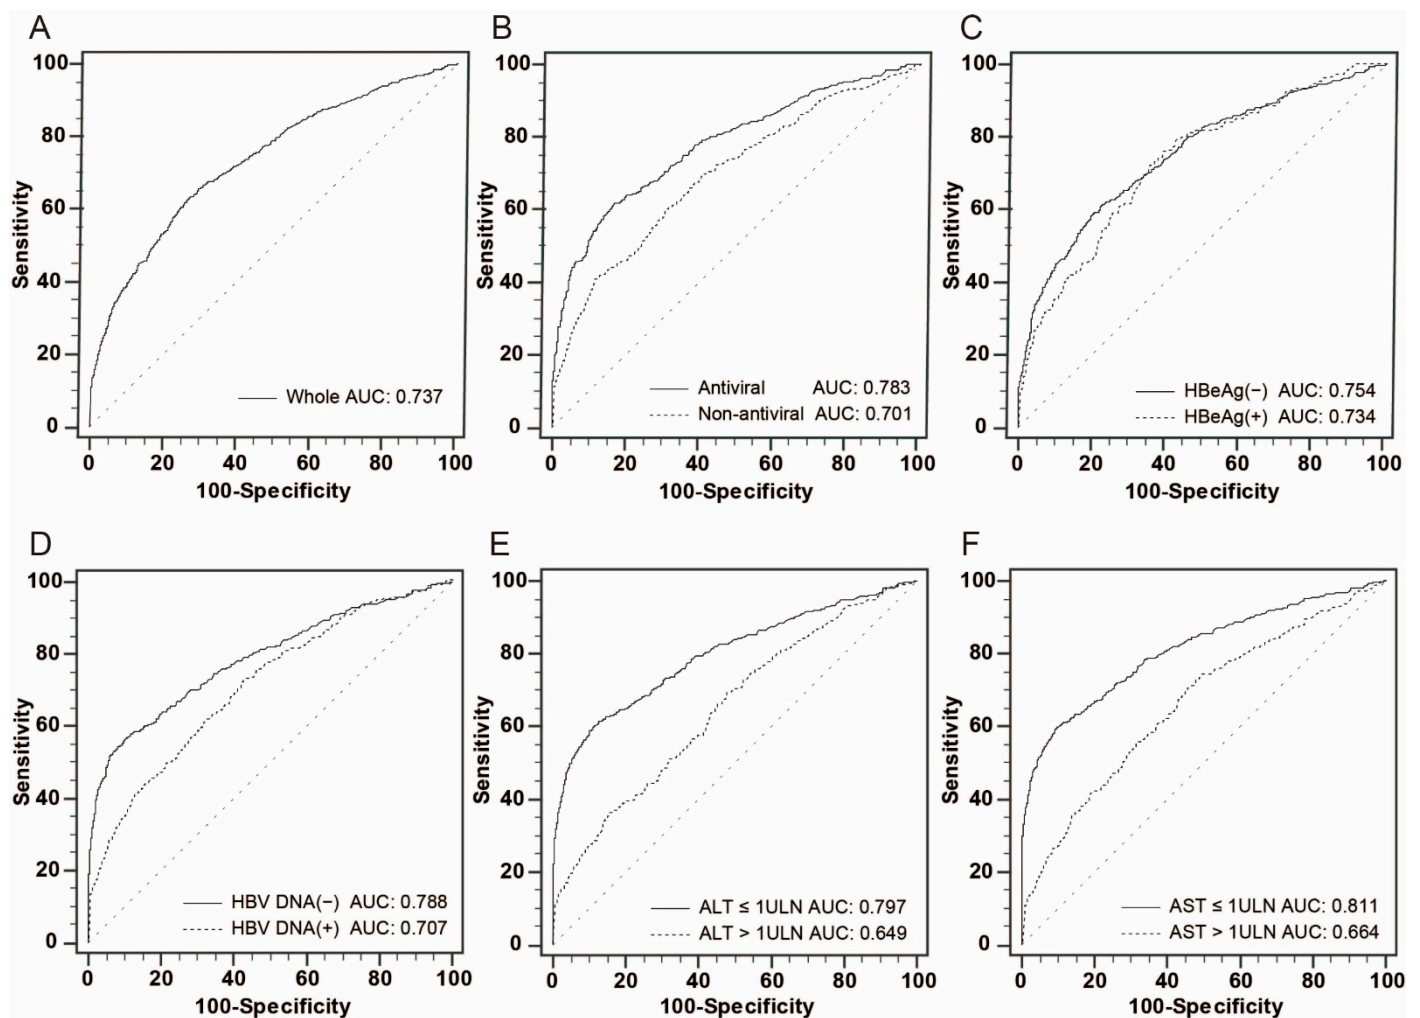 A
100
80
60
40
20
0
Sensitivity
Whole AUC: 0.737
0 20 40 60 80 100
100-Specificity
B
100
80
60
40
20
0
Sensitivity
Antiviral AUC: 0.783
Non-antiviral AUC: 0.701
0 20 40 60 80 100
100-Specificity
C
100
80
60
40
20
0
Sensitivity
HBeAg(−) AUC: 0.754
HBeAg(+) AUC: 0.734
0 20 40 60 80 100
100-Specificity
D
100
80
60
40
20
0
Sensitivity
HBV DNA(−) AUC: 0.788
HBV DNA(+) AUC: 0.707
0 20 40 60 80 100
100-Specificity
E
100
80
60
40
20
0
Sensitivity
ALT ≤ 1ULN AUC: 0.797
ALT > 1ULN AUC: 0.649
0 20 40 60 80 100
100-Specificity
F
100
80
60
40
20
0
Sensitivity
AST ≤ 1ULN AUC: 0.811
AST > 1ULN AUC: 0.664
0 20 40 60 80 100
100-Specificity